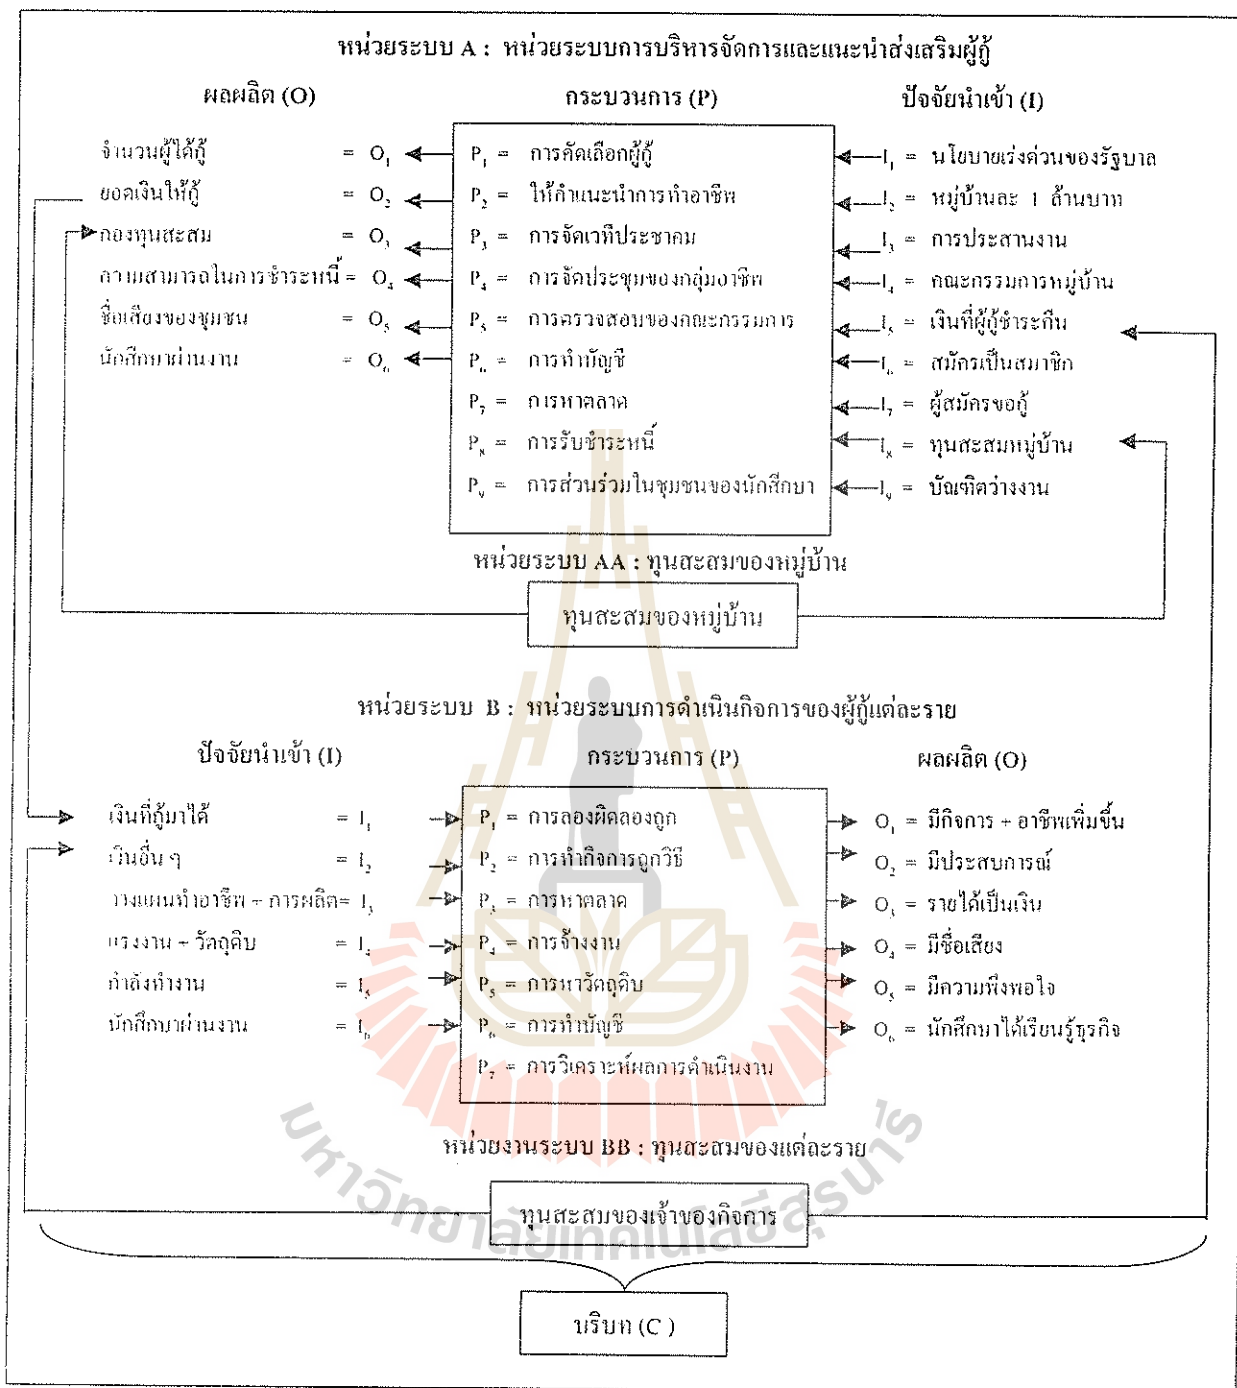 หน่วยระบบ A : หน่วยระบบการบริหารจัดการและแนะนำส่งเสริมผู้กู้
ผลผลิต (O) กระบวนการ (P) ปัจจัยนำเข้า (I)
จำนวนผู้ได้กู้ = O1 P1 = การคัดเลือกผู้กู้ I1 = นโยบายเร่งด่วนของรัฐบาล
ยอดเงินให้กู้ = O2 P2 = ให้คำแนะนำการทำอาชีพ I2 = หมู่บ้านละ 1 ล้านบาท
กองทุนสะสม = O3 P3 = การจัดเวทีประชาคม I3 = การประสานงาน
ความสามารถในการชำระหนี้ = O4 P4 = การจัดประชุมของกลุ่มอาชีพ I4 = คณะกรรมการหมู่บ้าน
ชื่อเสียงของชุมชน = O5 P5 = การตรวจสอบของคณะกรรมการ I5 = เงินที่ผู้กู้ชำระคืน
นักศึกษาผ่านงาน = O6 P6 = การทำบัญชี I6 = สมัครเป็นสมาชิก
P7 = การหาตลาด I7 = ผู้สมัครขอกู้
P8 = การรับชำระหนี้ I8 = ทุนสะสมหมู่บ้าน
P9 = การส่วนร่วมในชุมชนของนักศึกษา I9 = บัณฑิตว่างงาน
หน่วยระบบ AA : ทุนสะสมของหมู่บ้าน
ทุนสะสมของหมู่บ้าน
หน่วยระบบ B : หน่วยระบบการดำเนินกิจการของผู้กู้แต่ละราย
ปัจจัยนำเข้า (I) กระบวนการ (P) ผลผลิต (O)
เงินที่กู้มาได้ = I1 P1 = การลองผิดลองถูก O1 = มีกิจการ + อาชีพเพิ่มขึ้น
เงินอื่น ๆ = I2 P2 = การทำกิจการถูกวิธี O2 = มีประสบการณ์
วางแผนทำอาชีพ + การผลิต= I3 P3 = การหาตลาด O3 = รายได้เป็นเงิน
แรงงาน + วัตถุดิบ = I4 P4 = การจ้างงาน O4 = มีชื่อเสียง
กำลังทำงาน = I5 P5 = การหาวัตถุดิบ O5 = มีความพึงพอใจ
นักศึกษาผ่านงาน = I6 P6 = การทำบัญชี O6 = นักศึกษาได้เรียนรู้ธุรกิจ
P7 = การวิเคราะห์ผลการดำเนินงาน
หน่วยงานระบบ BB : ทุนสะสมของแต่ละราย
ทุนสะสมของเจ้าของกิจการ
มหาวิทยาลัยเทคโนโลยีสุรนารี
บริบท (C )